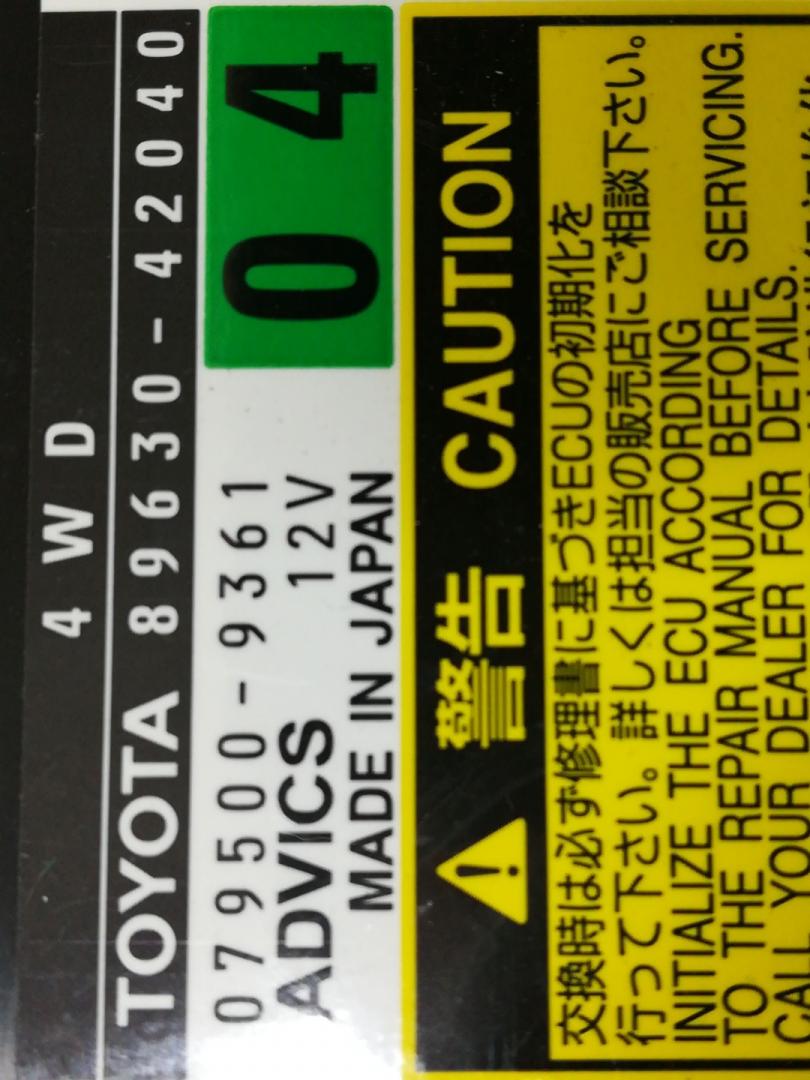 4WD
TOYOTA 89630-42040
079500-9361
ADVICS 12V
MADE IN JAPAN
04
警告 CAUTION
交換時は必ず修理書に基づきECUの初期化を
行って下さい。詳しくは担当の販売店にご相談下さい。
INITIALIZE THE ECU ACCORDING
TO THE REPAIR MANUAL BEFORE SERVICING.
CALL YOUR DEALER FOR DETAILS.